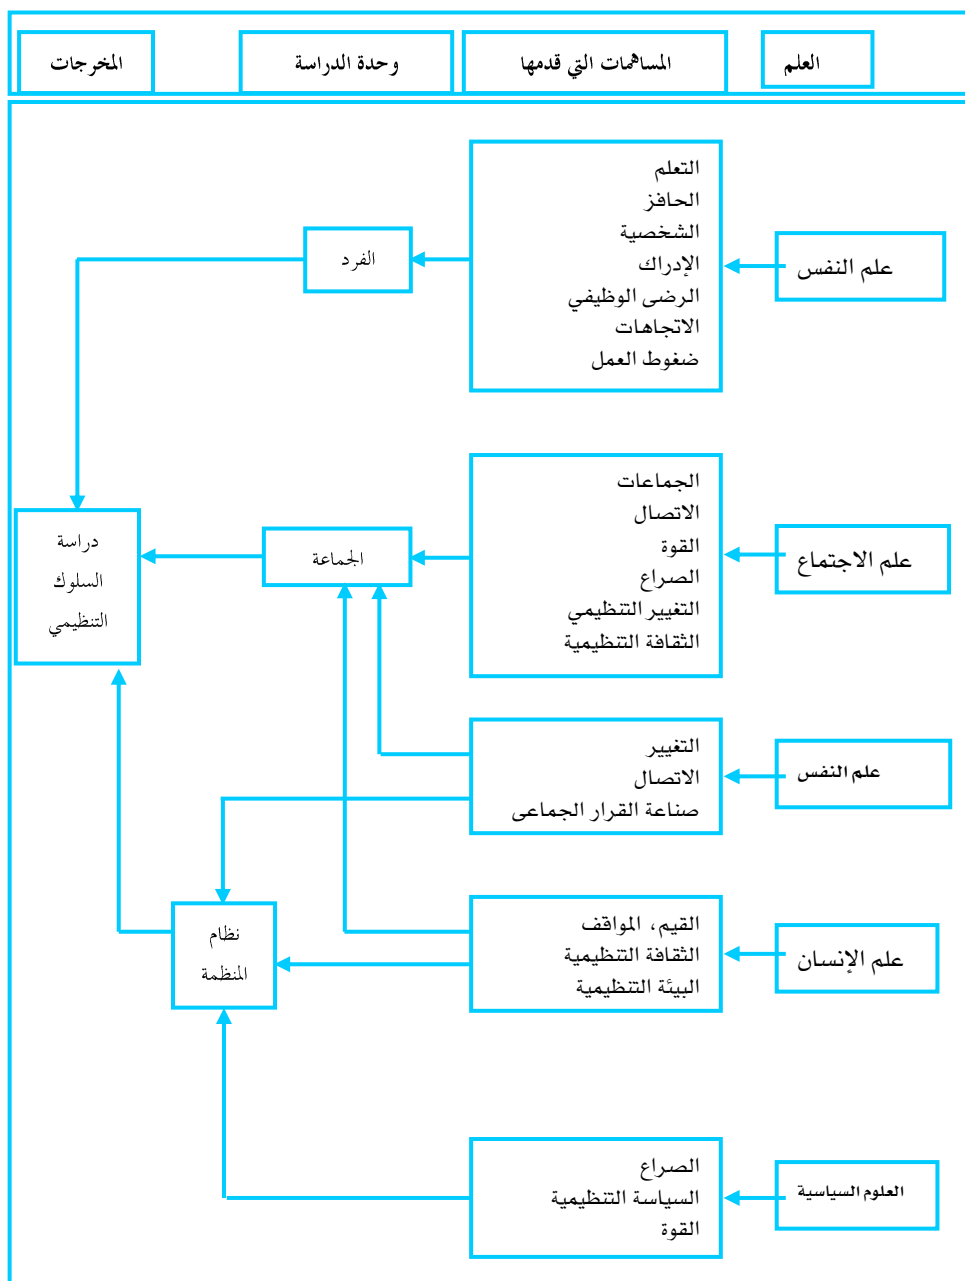 العلم
المساهمات التي قدمها
وحدة الدراسة
المخرجات
علم النفس
التعلم
الحافز
الشخصية
الإدراك
الرضى الوظيفي
الاتجاهات
ضغوط العمل
الفرد
علم الاجتماع
الجماعات
الاتصال
القوة
الصراع
التغيير التنظيمي
الثقافة التنظيمية
الجماعة
دراسة
السلوك
التنظيمي
علم النفس
التغيير
الاتصال
صناعة القرار الجماعى
علم الإنسان
القيم، المواقف
الثقافة التنظيمية
البيئة التنظيمية
نظام
المنظمة
العلوم السياسية
الصراع
السياسة التنظيمية
القوة